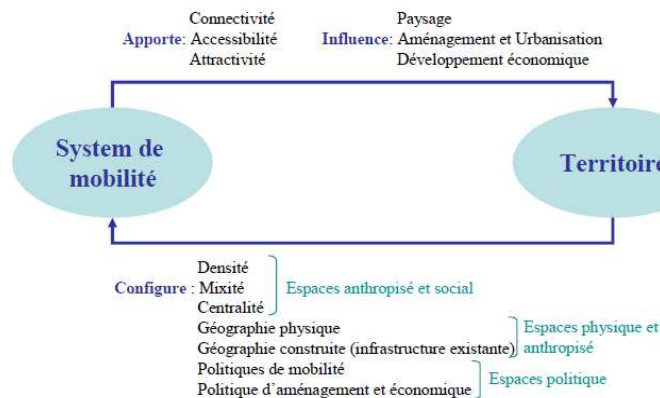 Connectivité
Apporte: Accessibilité
Attractivité
Paysage
Influence: Aménagement et Urbanisation
Développement économique
System de
mobilité
Territoire
Densité
Configure : Mixité
Centralité
Espaces anthropisé et social
Géographie physique
Géographie construite (infrastructure existante)
Espaces physique et
anthropisé
Politiques de mobilité
Politique d’aménagement et économique
Espaces politique